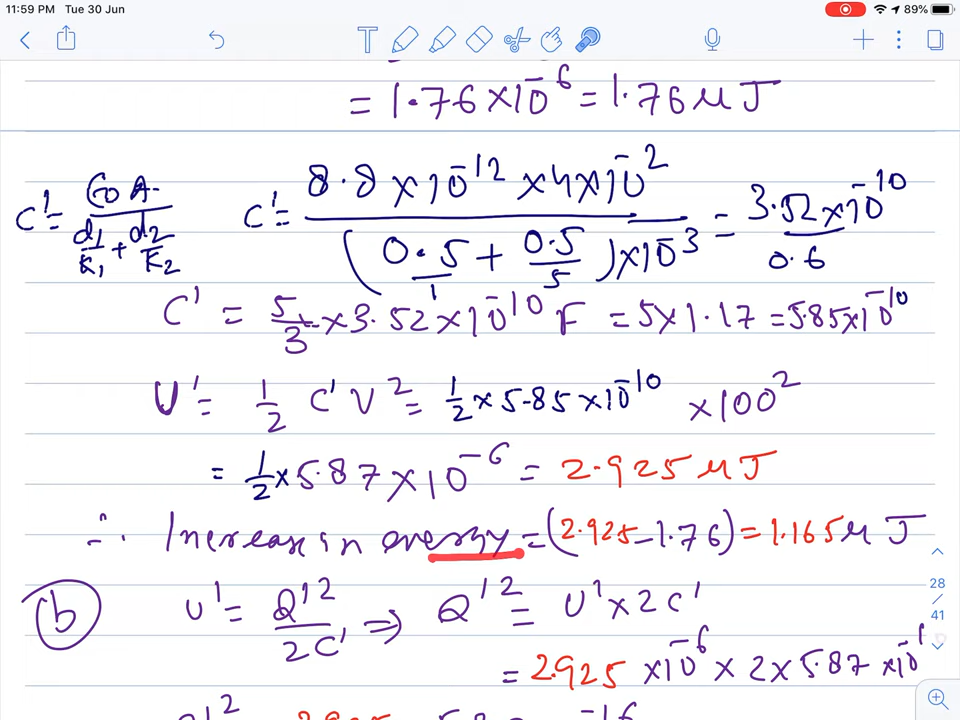 11:59 PM Tue 30 Jun 89%
= 1.76×10⁻⁶ = 1.76 μ J
C' = ϵ₀ A / (d₁/K₁ + d₂/K₂) C' = 8.8×10⁻¹² ×4×10⁻² / (0.5/1 + 0.5/5)×10⁻³ = 3.52×10⁻¹⁰ / 0.6
C' = 5/3 ×3.52×10⁻¹⁰ F = 5×1.17 = 5.85×10⁻¹⁰
U' = 1/2 C' V² = 1/2 × 5.85×10⁻¹⁰ ×100²
= 1/2 × 5.87×10⁻⁶ = 2.925 μ J
∴ Increase in energy = (2.925 – 1.76) = 1.165 μ J
(b) U' = Q'²/2C' ⇒ Q'² = U' × 2C'
28 / 41
= 2.925 ×10⁻⁶ × 2×5.87 ×10⁻¹